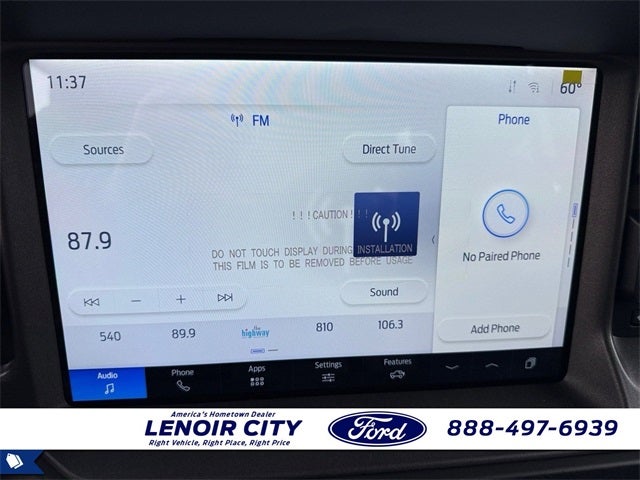 11:37
60°
FM
Phone
Sources
Direct Tune
! ! ! CAUTION ! ! !
87.9
DO NOT TOUCH DISPLAY DURING INSTALLATION
THIS FILM IS TO BE REMOVED BEFORE USAGE
No Paired Phone
Sound
540
89.9
the highway
810
106.3
Add Phone
Audio
Phone
Apps
Settings
Features
America's Hometown Dealer
LENOIR CITY
Right Vehicle, Right Place, Right Price
Ford
888-497-6939